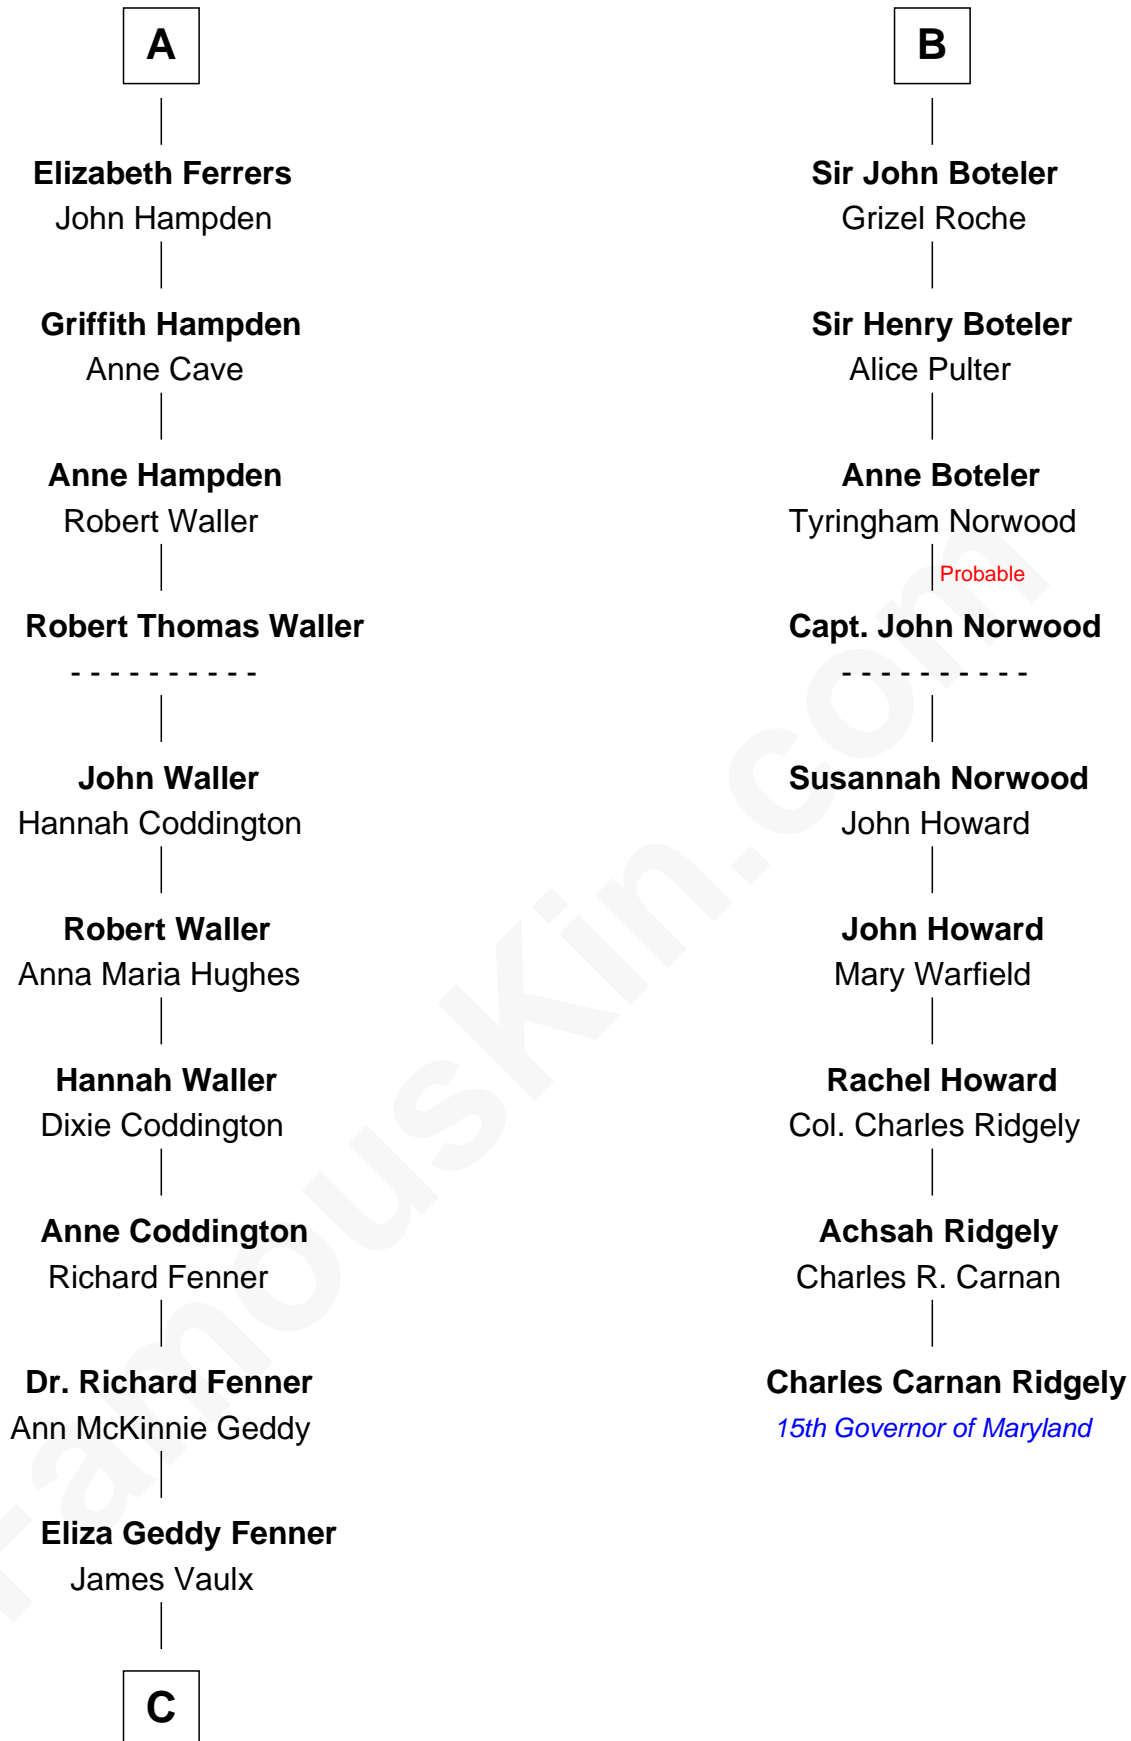 A
Elizabeth Ferrers
John Hampden
Griffith Hampden
Anne Cave
Anne Hampden
Robert Waller
Robert Thomas Waller
- - - - - - - - - -
John Waller
Hannah Coddington
Robert Waller
Anna Maria Hughes
Hannah Waller
Dixie Coddington
Anne Coddington
Richard Fenner
Dr. Richard Fenner
Ann McKinnie Geddy
Eliza Geddy Fenner
James Vaulx
C
B
Sir John Boteler
Grizel Roche
Sir Henry Boteler
Alice Pulter
Anne Boteler
Tyringham Norwood
Probable
Capt. John Norwood
- - - - - - - - - -
Susannah Norwood
John Howard
John Howard
Mary Warfield
Rachel Howard
Col. Charles Ridgely
Achsah Ridgely
Charles R. Carnan
Charles Carnan Ridgely
15th Governor of Maryland
FamousKin.com